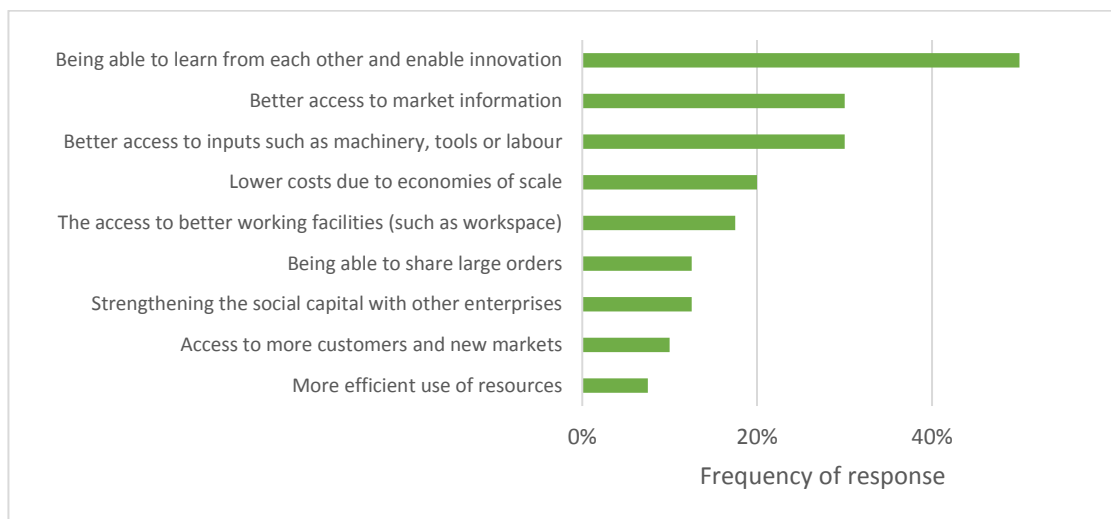 Being able to learn from each other and enable innovation
Better access to market information
Better access to inputs such as machinery, tools or labour
Lower costs due to economies of scale
The access to better working facilities (such as workspace)
Being able to share large orders
Strengthening the social capital with other enterprises
Access to more customers and new markets
More efficient use of resources
0% 20% 40%
Frequency of response